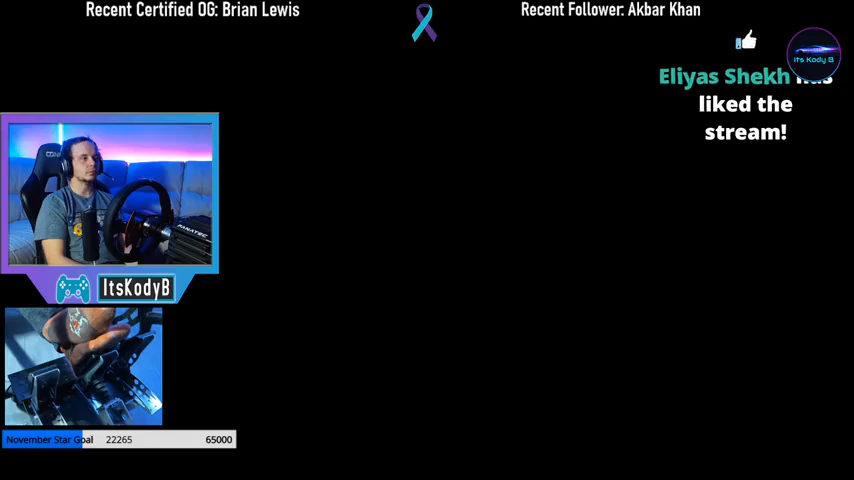 Recent Certified OG: Brian Lewis
Recent Follower: Akbar Khan
Its Kody B
Eliyas Shekh has
liked the
stream!
FANATEC
ItsKodyB
November Star Goal 22265 65000